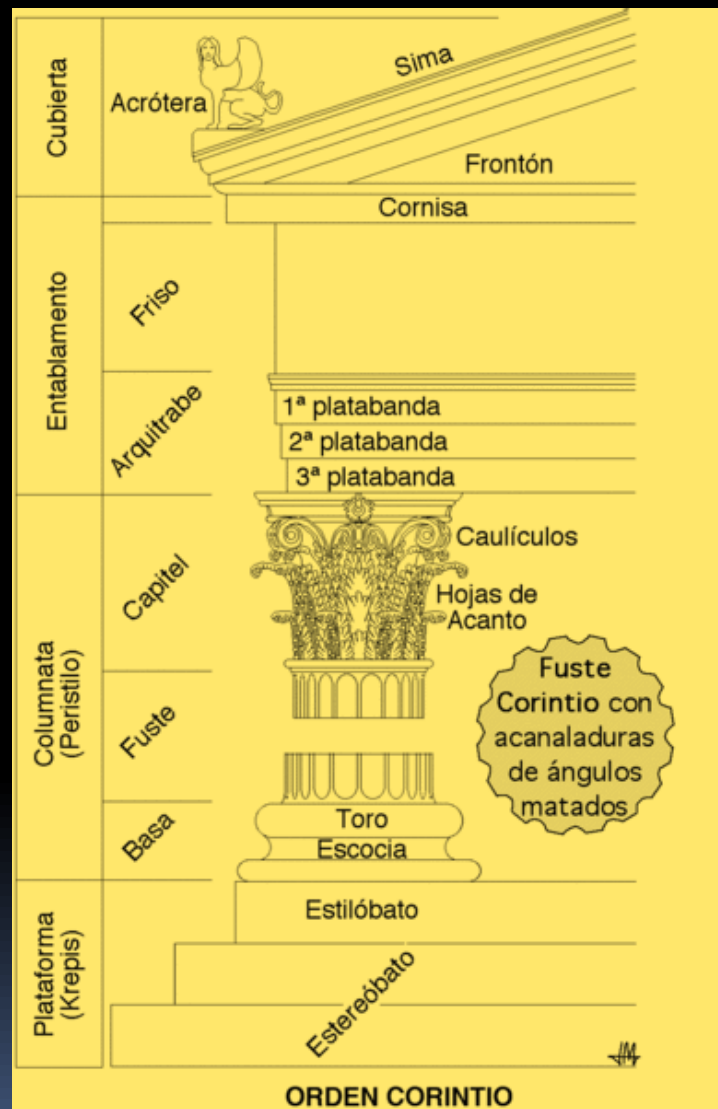 Cubierta
Acrótera
Sima
Frontón
Entablamento
Cornisa
Friso
Arquitrabe
1ª platabanda
2ª platabanda
3ª platabanda
Columnata
(Peristilo)
Capitel
Caulículos
Hojas de
Acanto
Fuste
Fuste
Corintio con
acanaladuras
de ángulos
matados
Basa
Toro
Escocia
Plataforma
(Krepis)
Estilóbato
Estereóbato
ORDEN CORINTIO